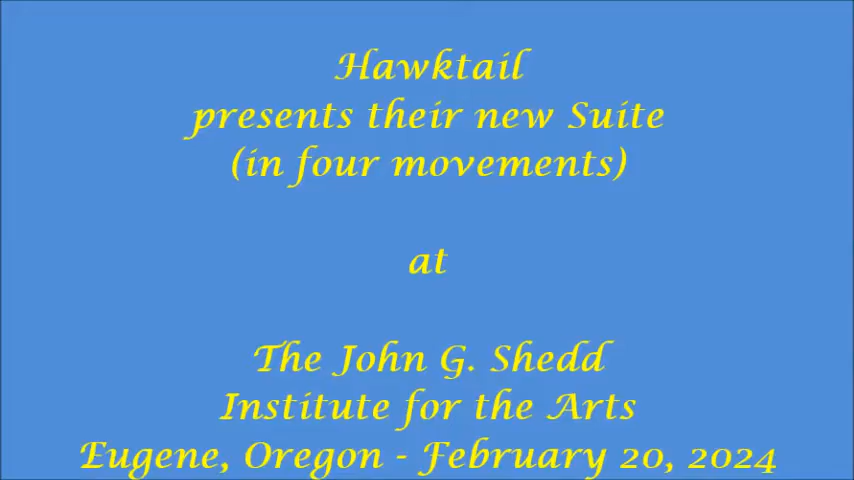 Hawktail
presents their new Suite
(in four movements)
at
The John G. Shedd
Institute for the Arts
Eugene, Oregon - February 20, 2024